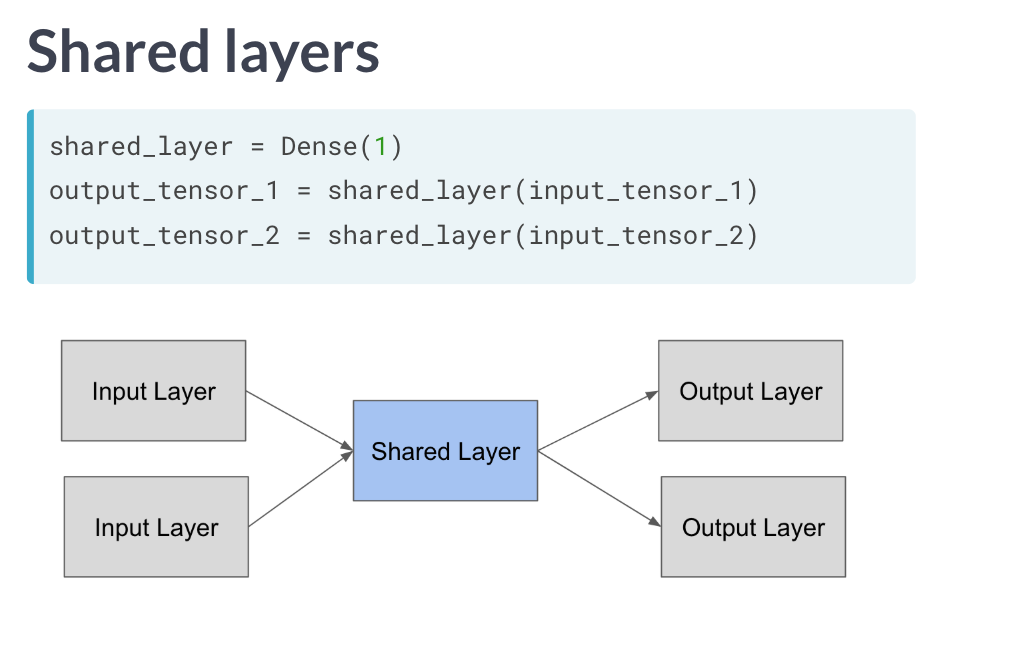 Shared layers
shared_layer = Dense(1)
output_tensor_1 = shared_layer(input_tensor_1)
output_tensor_2 = shared_layer(input_tensor_2)
Input Layer
Output Layer
Shared Layer
Input Layer
Output Layer